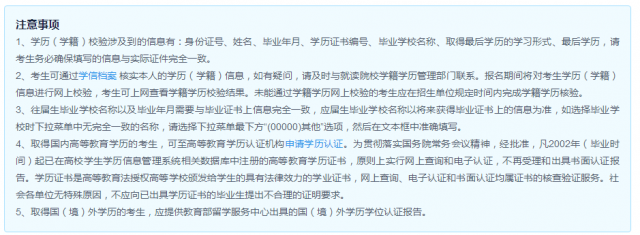 注意事项
1、学历（学籍）校验涉及到的信息有：身份证号、姓名、毕业年月、学历证书编号、毕业学校名称、取得最后学历的学习形式、最后学历，请
考生务必确保填写的信息与实际证件完全一致。
2、考生可通过学信档案 核实本人的学历（学籍）信息，如有疑问，请及时与就读院校学籍学历管理部门联系。报名期间将对考生学历（学籍）
信息进行网上校验，考生可上网查看学籍学历校验结果。未能通过学籍学历网上校验的考生应在招生单位规定时间内完成学籍学历核验。
3、往届生毕业学校名称以及毕业年月需要与毕业证书上信息完全一致，应届生毕业学校名称以将来获得毕业证书上的信息为准，如选择毕业学
校时下拉菜单中无完全一致的名称，请选择下拉菜单最下方"(00000)其他"选项，然后在文本框中准确填写。
4、取得国内高等教育学历的考生，可至高等教育学历认证机构申请学历认证。为贯彻落实国务院常务会议精神，经批准，凡2002年（毕业时
间）起已在高校学生学历信息管理系统相关数据库中注册的高等教育学历证书，原则上实行网上查询和电子认证，不再受理和出具书面认证报
告。学历证书是高等教育法授权高等学校颁发给学生的具有法律效力的学业证书，网上查询、电子认证和书面认证均属证书的核查验证服务。社
会各单位无特殊原因，不应向已出具学历证书的毕业生提出不合理的证明要求。
5、取得国（境）外学历的考生，应提供教育部留学服务中心出具的国（境）外学历学位认证报告。